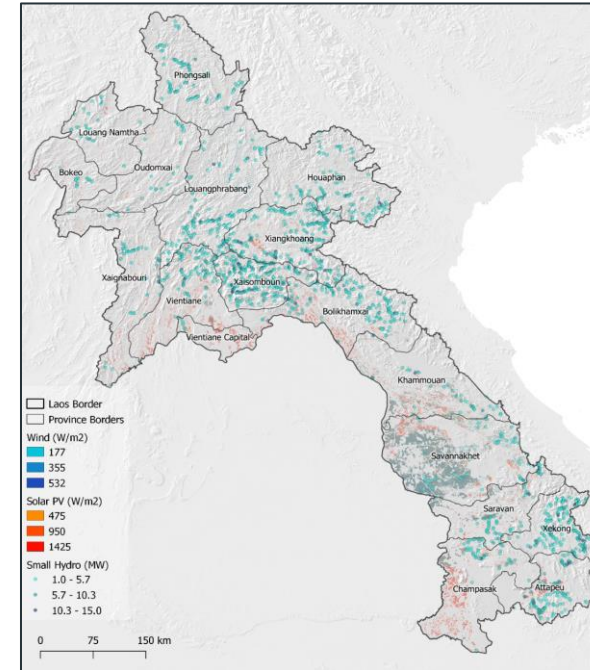 Phongsali
Louang Namtha
Bokeo
Oudomxai
Louangphrabang
Houaphan
Xiangkhoang
Xaignabouri
Xaisomboun
Vientiane
Bolikhamxai
Vientiane Capital
Khammouan
Savannakhet
Saravan
Xekong
Champasak
Attapeu
Laos Border
Province Borders
Wind (W/m2)
177
355
532
Solar PV (W/m2)
475
950
1425
Small Hydro (MW)
1.0 - 5.7
5.7 - 10.3
10.3 - 15.0
0 75 150 km